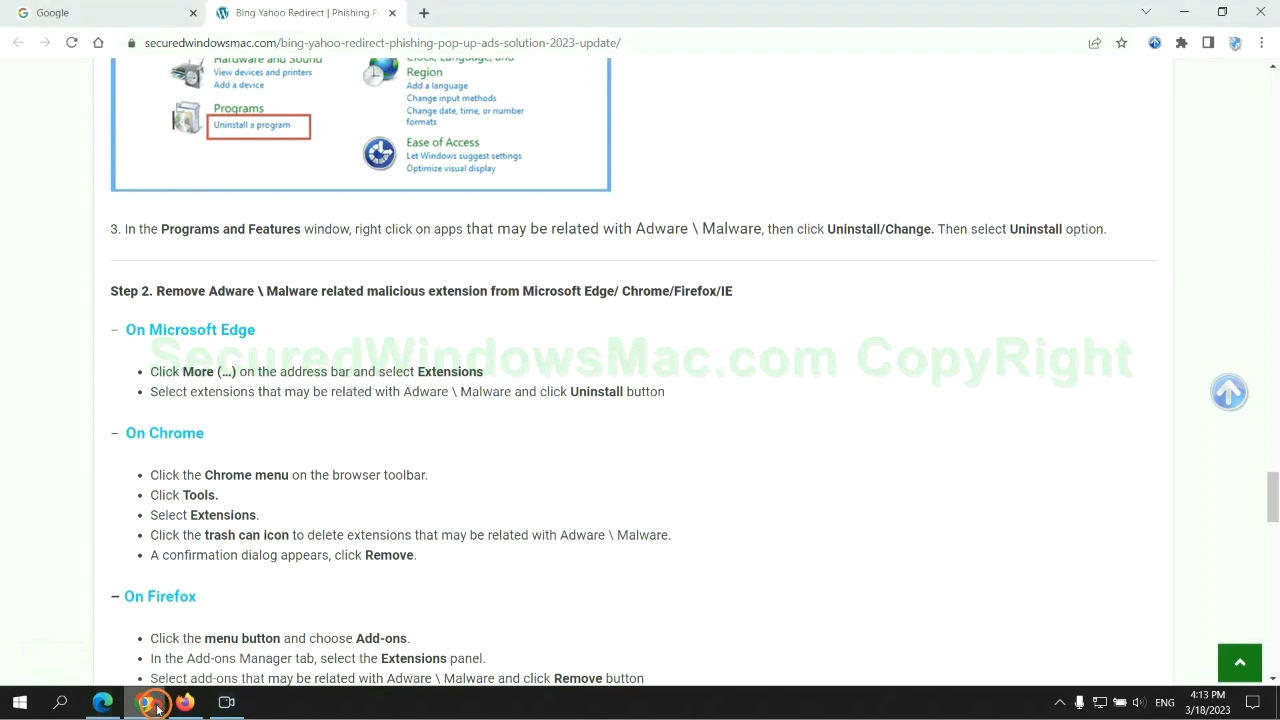 Google
Bing Yahoo Redirect | Phishing P
securedwindowsmac.com/bing-yahoo-redirect-phishing-pop-up-ads-solution-2023-update/
Hardware and Sound
View devices and printers
Add a device
Programs
Uninstall a program
Clock, Language, and
Region
Add a language
Change input methods
Change date, time, or number
formats
Ease of Access
Let Windows suggest settings
Optimize visual display
3. In the Programs and Features window, right click on apps that may be related with Adware \ Malware, then click Uninstall/Change. Then select Uninstall option.
Step 2. Remove Adware \ Malware related malicious extension from Microsoft Edge/ Chrome/Firefox/IE
– On Microsoft Edge
SecuredWindowsMac.com CopyRight
• Click More (…) on the address bar and select Extensions
• Select extensions that may be related with Adware \ Malware and click Uninstall button
– On Chrome
• Click the Chrome menu on the browser toolbar.
• Click Tools.
• Select Extensions.
• Click the trash can icon to delete extensions that may be related with Adware \ Malware.
• A confirmation dialog appears, click Remove.
– On Firefox
• Click the menu button and choose Add-ons.
• In the Add-ons Manager tab, select the Extensions panel.
• Select add-ons that may be related with Adware \ Malware and click Remove button
ENG
4:13 PM
3/18/2023